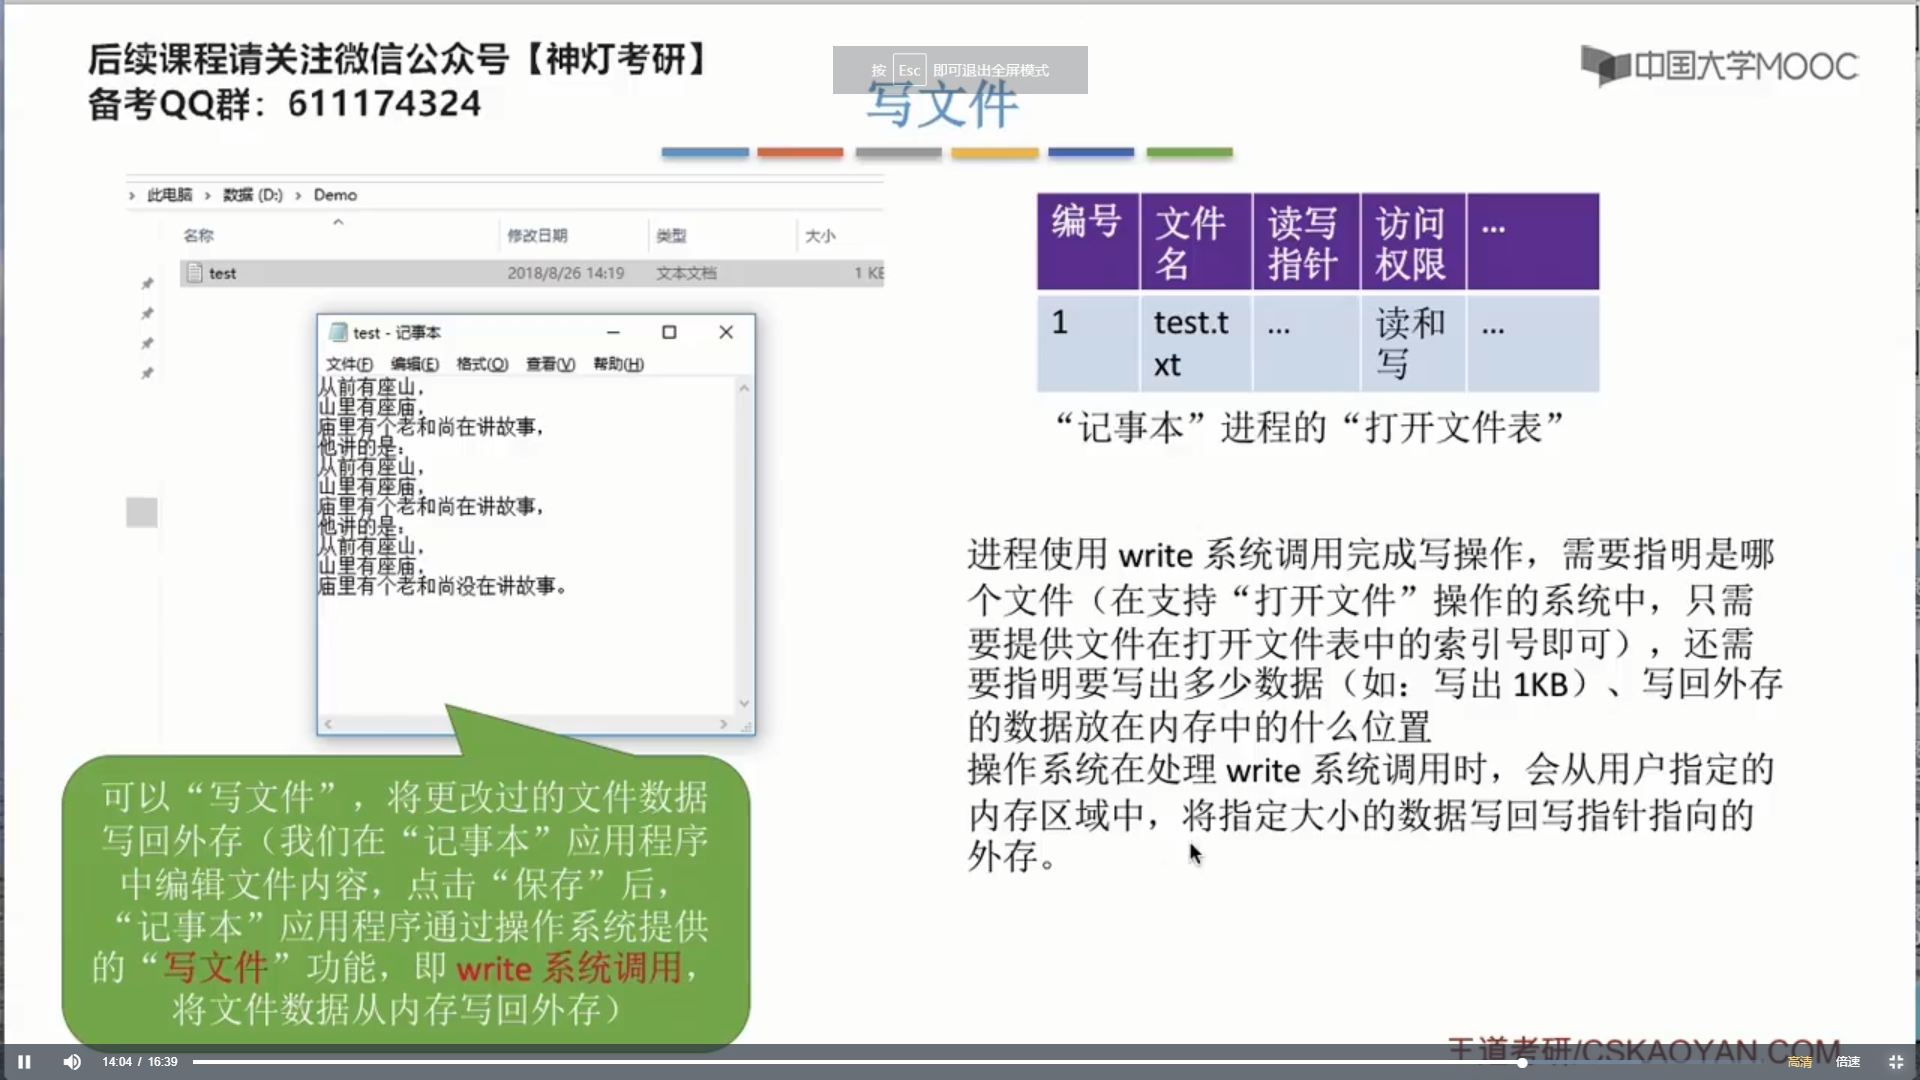 后续课程请关注微信公众号【神灯考研】
备考QQ群：611174324
按 Esc 即可退出全屏模式
中国大学MOOC
写文件
此电脑 › 数据 (D:) › Demo
名称 修改日期 类型 大小
test 2018/8/26 14:19 文本文档 1 KB
test - 记事本
文件(F) 编辑(E) 格式(O) 查看(V) 帮助(H)
从前有座山，
山里有座庙，
庙里有个老和尚在讲故事，
他讲的是：
从前有座山，
山里有座庙，
庙里有个老和尚在讲故事，
他讲的是：
从前有座山，
山里有座庙，
庙里有个老和尚没在讲故事。
可以“写文件”，将更改过的文件数据
写回外存（我们在“记事本”应用程序
中编辑文件内容，点击“保存”后，
“记事本”应用程序通过操作系统提供
的“写文件”功能，即 write 系统调用，
将文件数据从内存写回外存）
编号 文件名 读写指针 访问权限 ...
1 test.txt ... 读和写 ...
“记事本”进程的“打开文件表”
进程使用 write 系统调用完成写操作，需要指明是哪
个文件（在支持“打开文件”操作的系统中，只需
要提供文件在打开文件表中的索引号即可），还需
要指明要写出多少数据（如：写出 1KB）、写回外存
的数据放在内存中的什么位置
操作系统在处理 write 系统调用时，会从用户指定的
内存区域中，将指定大小的数据写回写指针指向的
外存。
王道考研/CSKAOYAN.COM
14:04 / 16:39
高清 倍速